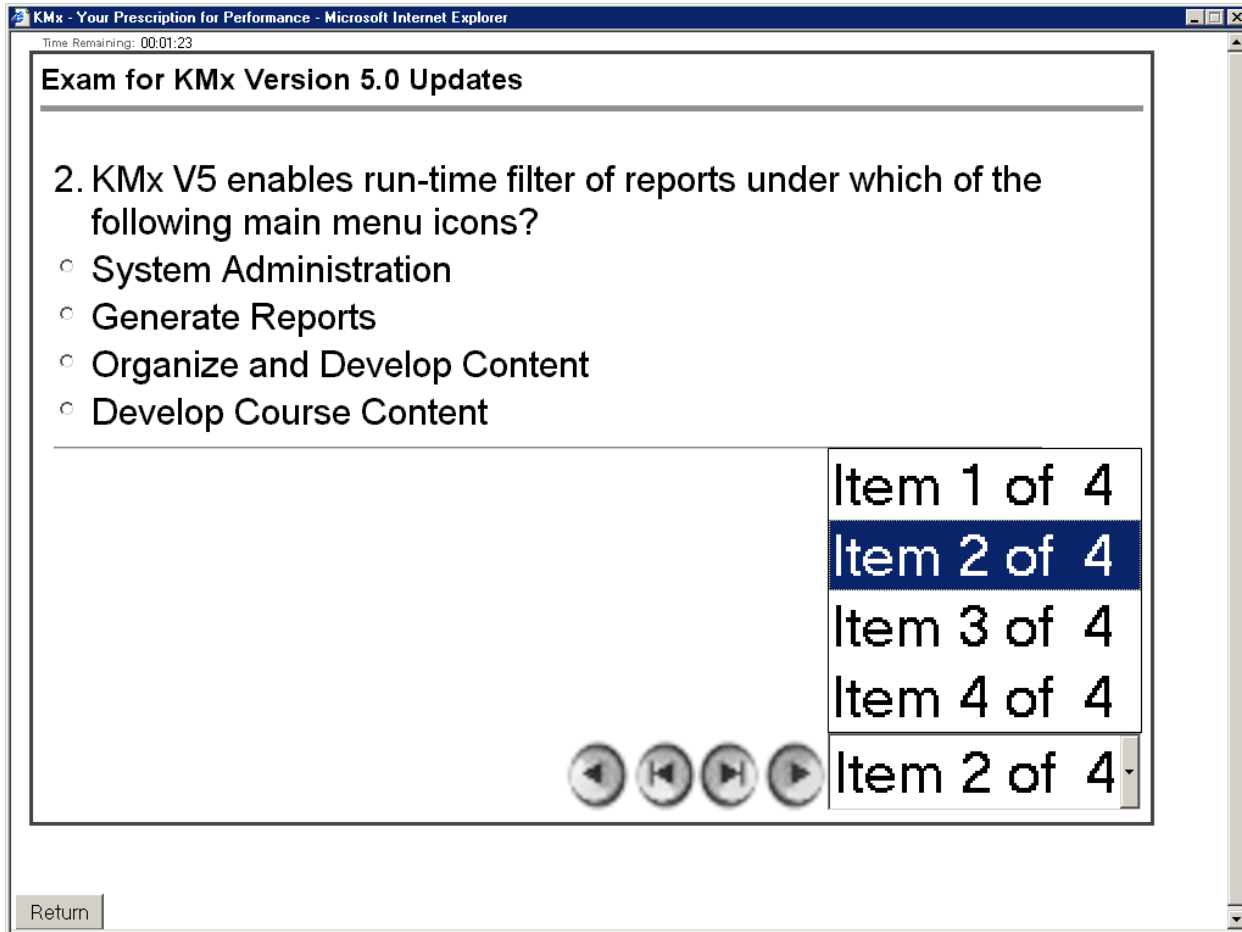 KMx - Your Prescription for Performance - Microsoft Internet Explorer
Time Remaining: 00:01:23
Exam for KMx Version 5.0 Updates
2. KMx V5 enables run-time filter of reports under which of the
following main menu icons?
System Administration
Generate Reports
Organize and Develop Content
Develop Course Content
Item 1 of 4
Item 2 of 4
Item 3 of 4
Item 4 of 4
Item 2 of 4
Return